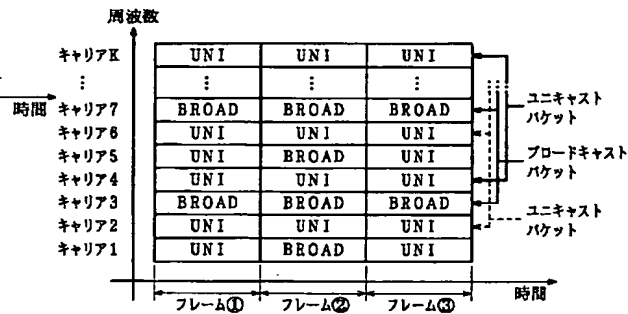 周波数
キャリアK UNI UNI UNI
⋮ ⋮ ⋮ ⋮
時間
キャリア7 BROAD BROAD BROAD
キャリア6 UNI UNI UNI
キャリア5 UNI BROAD UNI
キャリア4 UNI UNI UNI
キャリア3 BROAD BROAD BROAD
キャリア2 UNI UNI UNI
キャリア1 UNI BROAD UNI
ユニキャスト
パケット
ブロードキャスト
パケット
ユニキャスト
パケット
時間
フレーム① フレーム② フレーム③